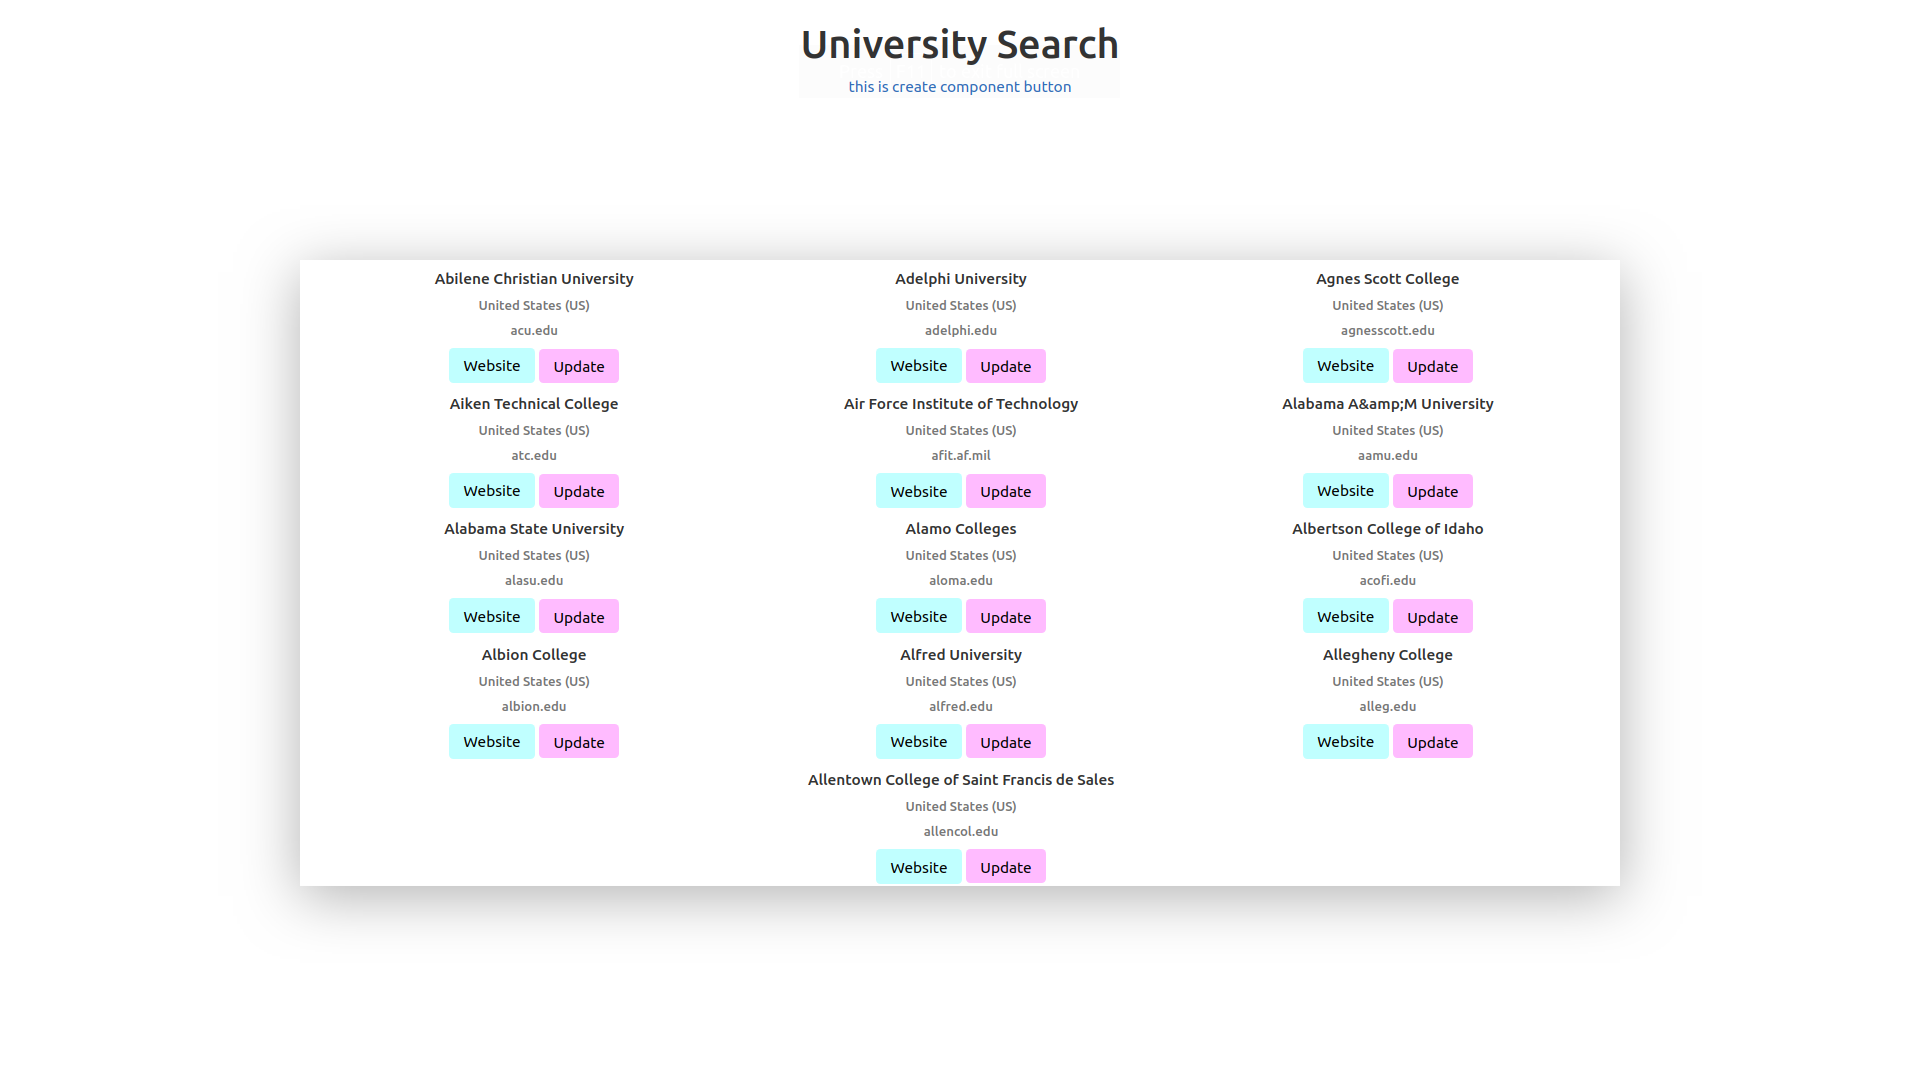 University Search
this is create component button
Abilene Christian University
United States (US)
acu.edu
Website Update
Adelphi University
United States (US)
adelphi.edu
Website Update
Agnes Scott College
United States (US)
agnesscott.edu
Website Update
Aiken Technical College
United States (US)
atc.edu
Website Update
Air Force Institute of Technology
United States (US)
afit.af.mil
Website Update
Alabama A&amp;M University
United States (US)
aamu.edu
Website Update
Alabama State University
United States (US)
alasu.edu
Website Update
Alamo Colleges
United States (US)
aloma.edu
Website Update
Albertson College of Idaho
United States (US)
acofi.edu
Website Update
Albion College
United States (US)
albion.edu
Website Update
Alfred University
United States (US)
alfred.edu
Website Update
Allegheny College
United States (US)
alleg.edu
Website Update
Allentown College of Saint Francis de Sales
United States (US)
allencol.edu
Website Update